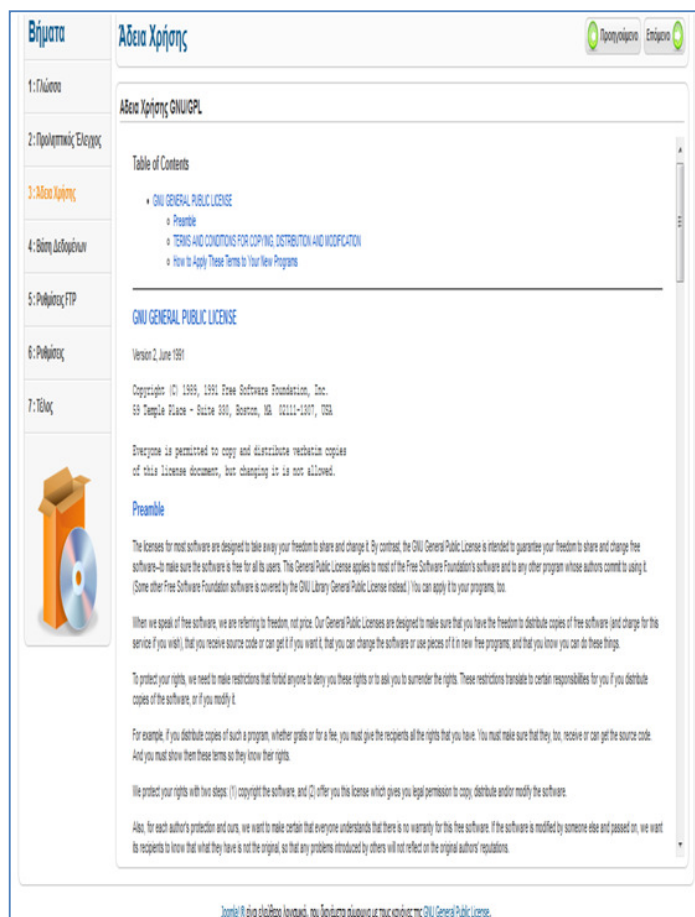 Βήματα
1 : Γλώσσα
2 : Προληπτικός Έλεγχος
3 : Άδεια Χρήσης
4 : Βάση Δεδομένων
5 : Ρυθμίσεις FTP
6 : Ρυθμίσεις
7 : Τέλος
Άδεια Χρήσης
Προηγούμενο Επόμενο
Αδεια Χρήσης GNU/GPL
Table of Contents
• GNU GENERAL PUBLIC LICENSE
o Preamble
o TERMS AND CONDITIONS FOR COPYING, DISTRIBUTION AND MODIFICATION
o How to Apply These Terms to Your New Programs
GNU GENERAL PUBLIC LICENSE
Version 2, June 1991
Copyright (C) 1989, 1991 Free Software Foundation, Inc.
59 Temple Place - Suite 330, Boston, MA 02111-1307, USA
Everyone is permitted to copy and distribute verbatim copies
of this license document, but changing it is not allowed.
Preamble
The licenses for most software are designed to take away your freedom to share and change it. By contrast, the GNU General Public License is intended to guarantee your freedom to share and change free
software--to make sure the software is free for all its users. This General Public License applies to most of the Free Software Foundation's software and to any other program whose authors commit to using it.
(Some other Free Software Foundation software is covered by the GNU Library General Public License instead.) You can apply it to your programs, too.
When we speak of free software, we are referring to freedom, not price. Our General Public Licenses are designed to make sure that you have the freedom to distribute copies of free software (and charge for this
service if you wish), that you receive source code or can get it if you want it, that you can change the software or use pieces of it in new free programs; and that you know you can do these things.
To protect your rights, we need to make restrictions that forbid anyone to deny you these rights or to ask you to surrender the rights. These restrictions translate to certain responsibilities for you if you distribute
copies of the software, or if you modify it.
For example, if you distribute copies of such a program, whether gratis or for a fee, you must give the recipients all the rights that you have. You must make sure that they, too, receive or can get the source code.
And you must show them these terms so they know their rights.
We protect your rights with two steps: (1) copyright the software, and (2) offer you this license which gives you legal permission to copy, distribute and/or modify the software.
Also, for each author's protection and ours, we want to make certain that everyone understands that there is no warranty for this free software. If the software is modified by someone else and passed on, we want
its recipients to know that what they have is not the original, so that any problems introduced by others will not reflect on the original authors' reputations.
Joomla!® είναι ελεύθερο λογισμικό, που διανέμεται σύμφωνα με τους κανόνες της GNU General Public License.